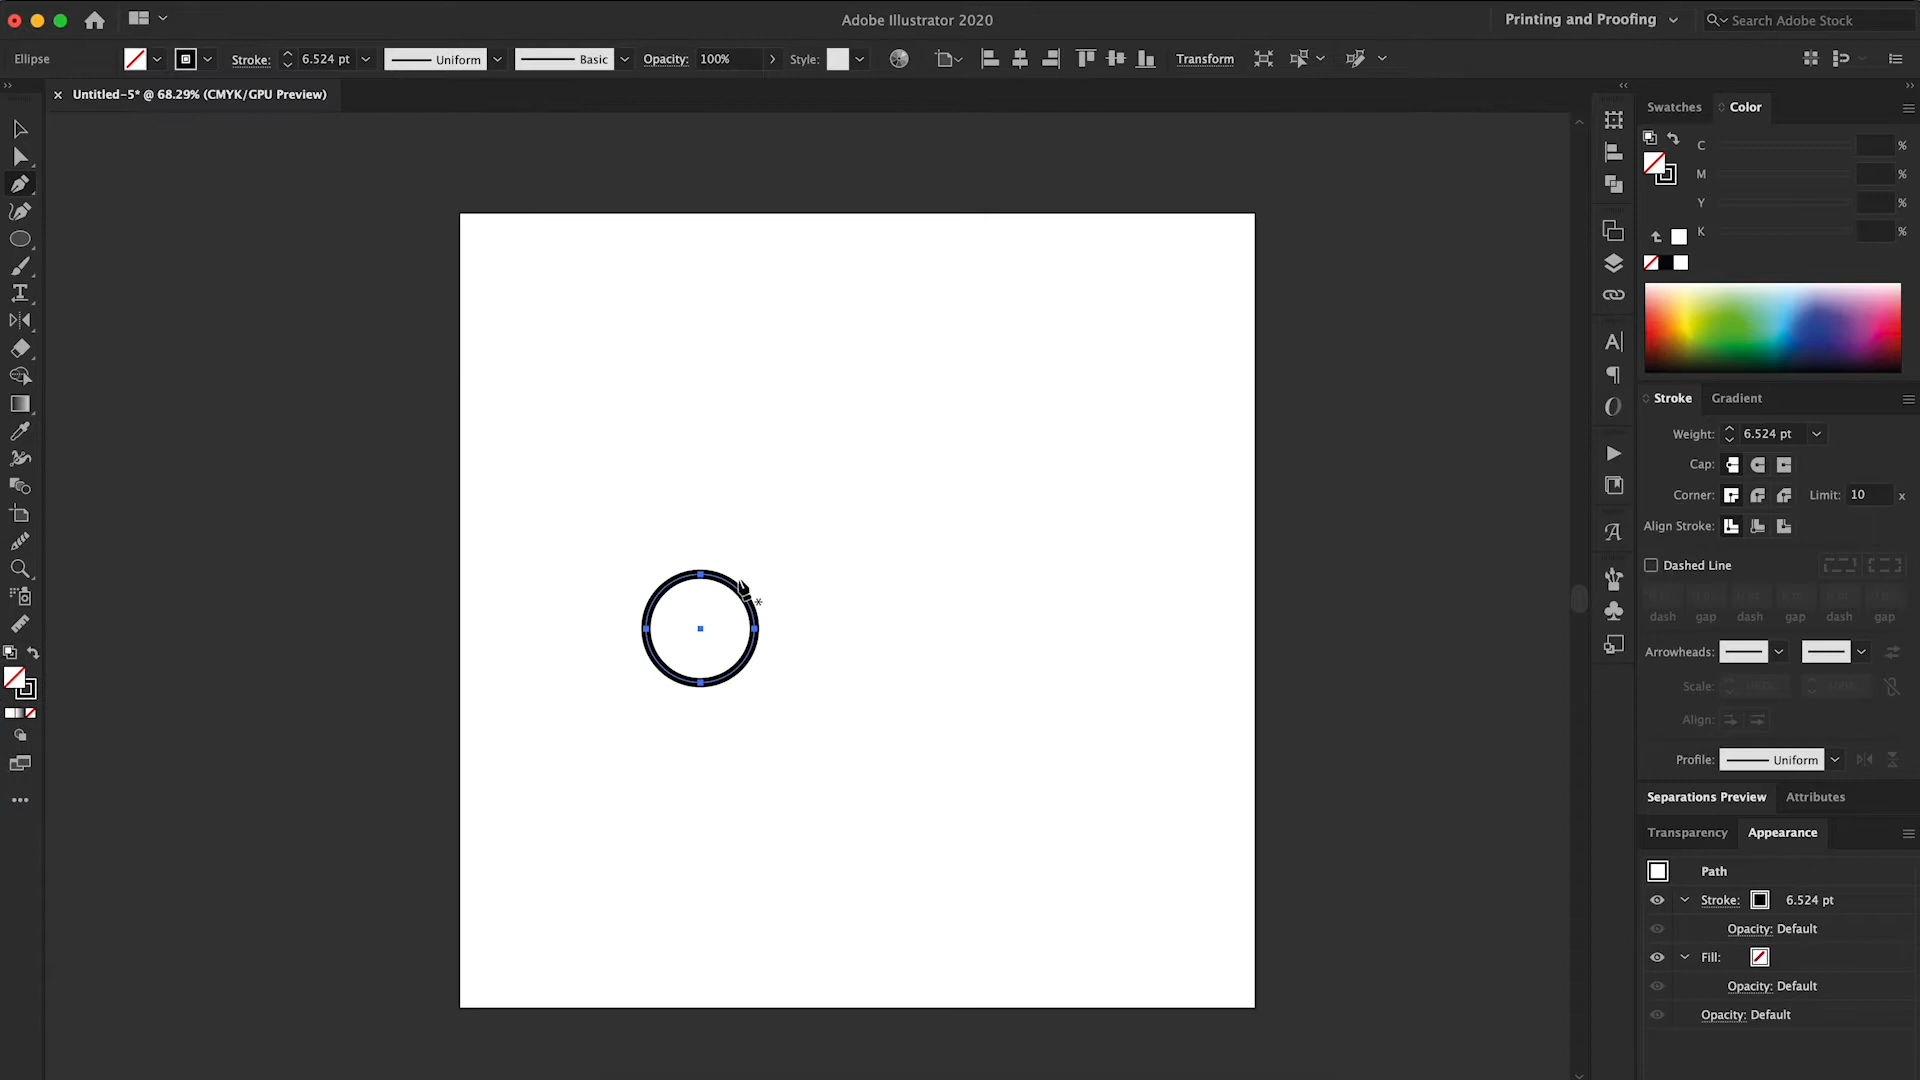 Adobe Illustrator 2020
Printing and Proofing
Search Adobe Stock
Ellipse
Stroke:
6.524 pt
Uniform
Basic
Opacity:
100%
Style:
Transform
× Untitled-5* @ 68.29% (CMYK/GPU Preview)
Swatches
Color
C
%
M
%
Y
%
K
%
Stroke
Gradient
Weight:
6.524 pt
Cap:
Corner:
Limit:
10
x
Align Stroke:
Dashed Line
dash
gap
dash
gap
dash
gap
Arrowheads:
Scale:
Align:
Profile:
Uniform
Separations Preview
Attributes
Transparency
Appearance
Path
Stroke:
6.524 pt
Opacity: Default
Fill:
Opacity: Default
Opacity: Default